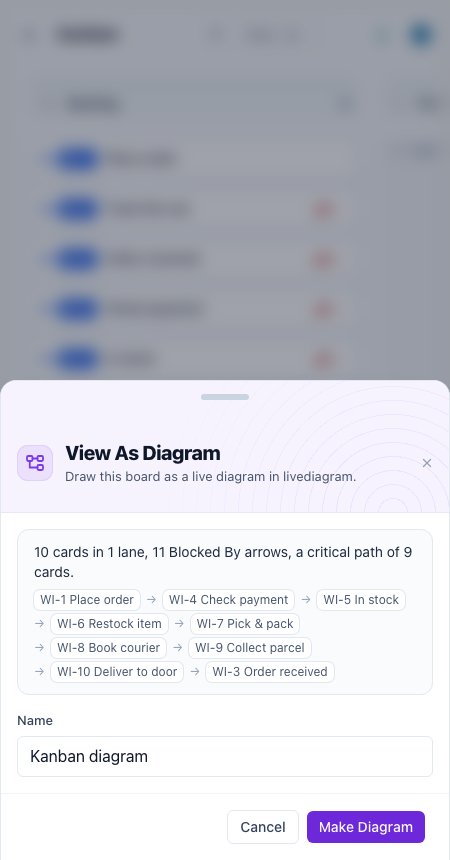 View As Diagram
Draw this board as a live diagram in livediagram.
10 cards in 1 lane, 11 Blocked By arrows, a critical path of 9
cards.
WI-1 Place order → WI-4 Check payment → WI-5 In stock
→ WI-6 Restock item → WI-7 Pick & pack
→ WI-8 Book courier → WI-9 Collect parcel
→ WI-10 Deliver to door → WI-3 Order received
Name
Kanban diagram
Cancel Make Diagram